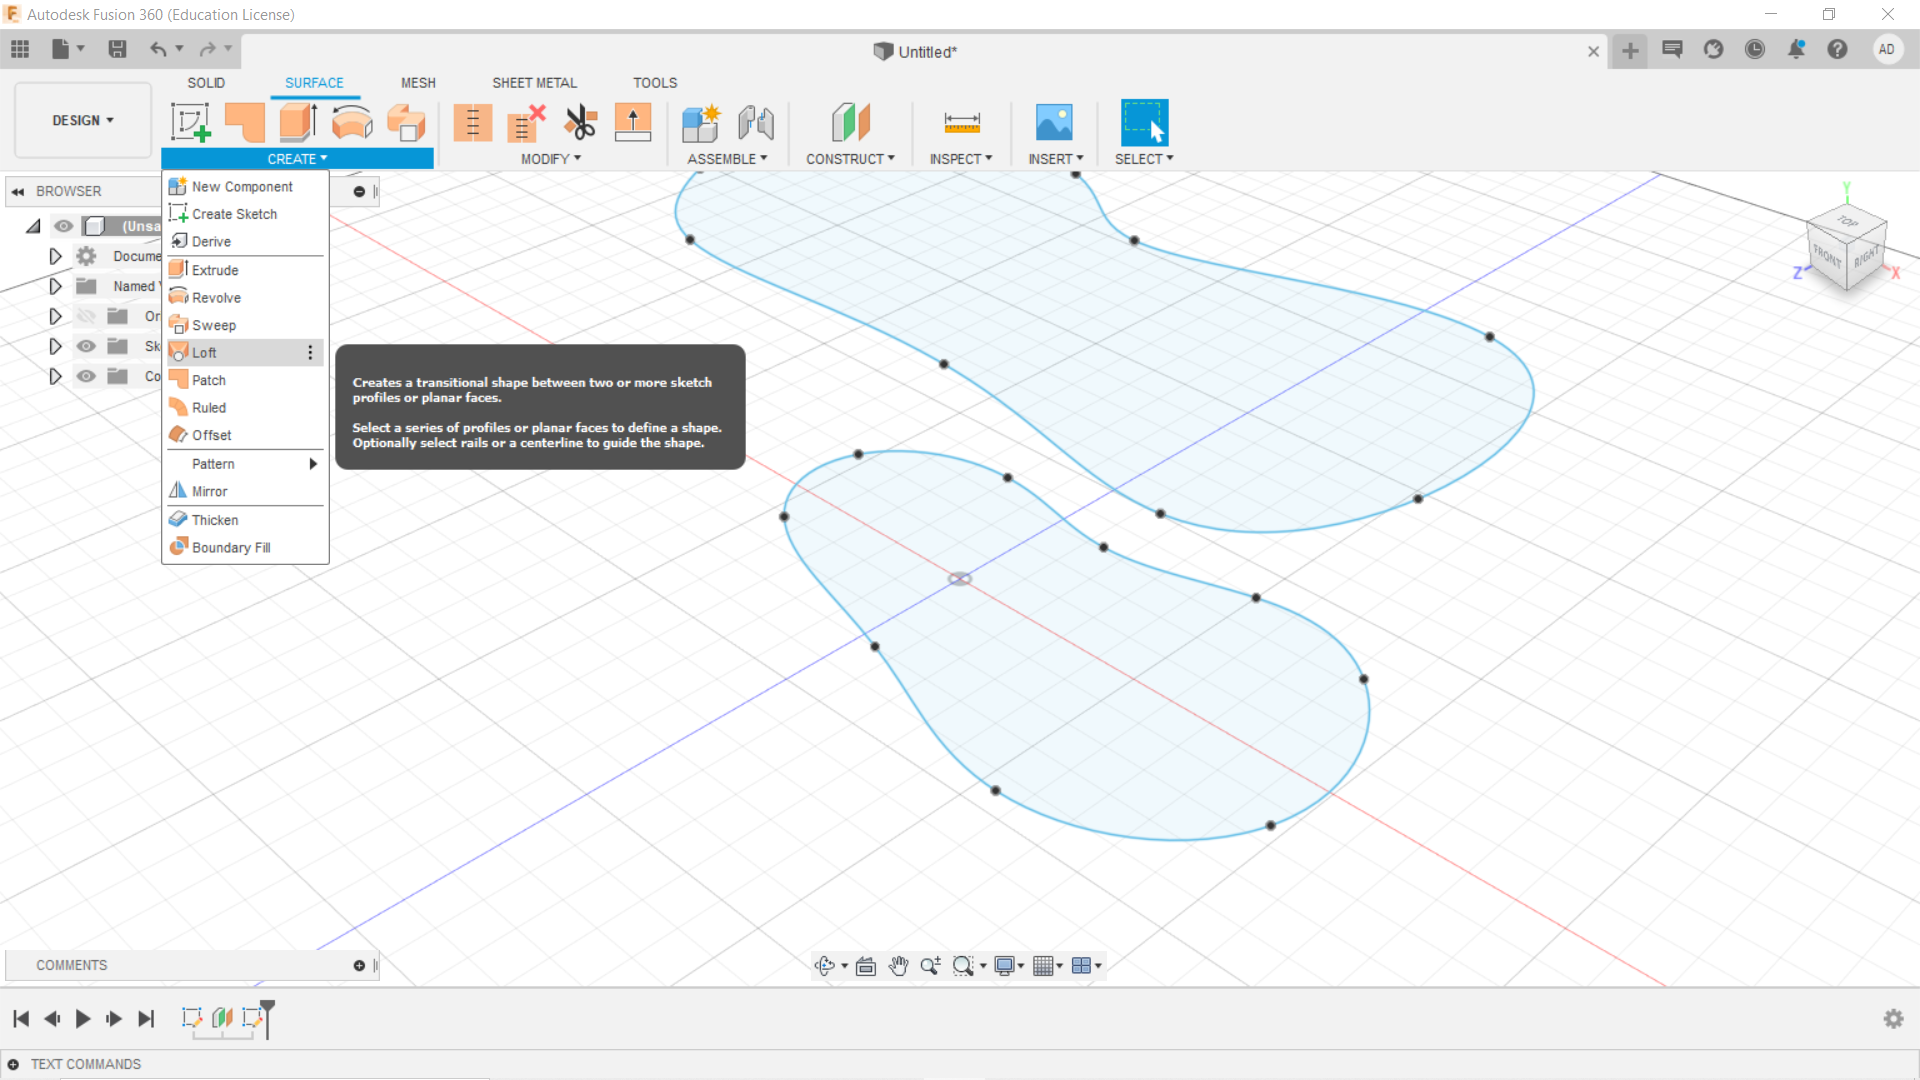 Autodesk Fusion 360 (Education License)
Untitled*
AD
DESIGN
SOLID
SURFACE
MESH
SHEET METAL
TOOLS
CREATE
MODIFY
ASSEMBLE
CONSTRUCT
INSPECT
INSERT
SELECT
BROWSER
(Unsa
Docume
Named V
Or
Sk
Co
New Component
Create Sketch
Derive
Extrude
Revolve
Sweep
Loft
Patch
Ruled
Offset
Pattern
Mirror
Thicken
Boundary Fill
Creates a transitional shape between two or more sketch
profiles or planar faces.
Select a series of profiles or planar faces to define a shape.
Optionally select rails or a centerline to guide the shape.
Y
TOP
FRONT
RIGHT
Z
X
COMMENTS
TEXT COMMANDS